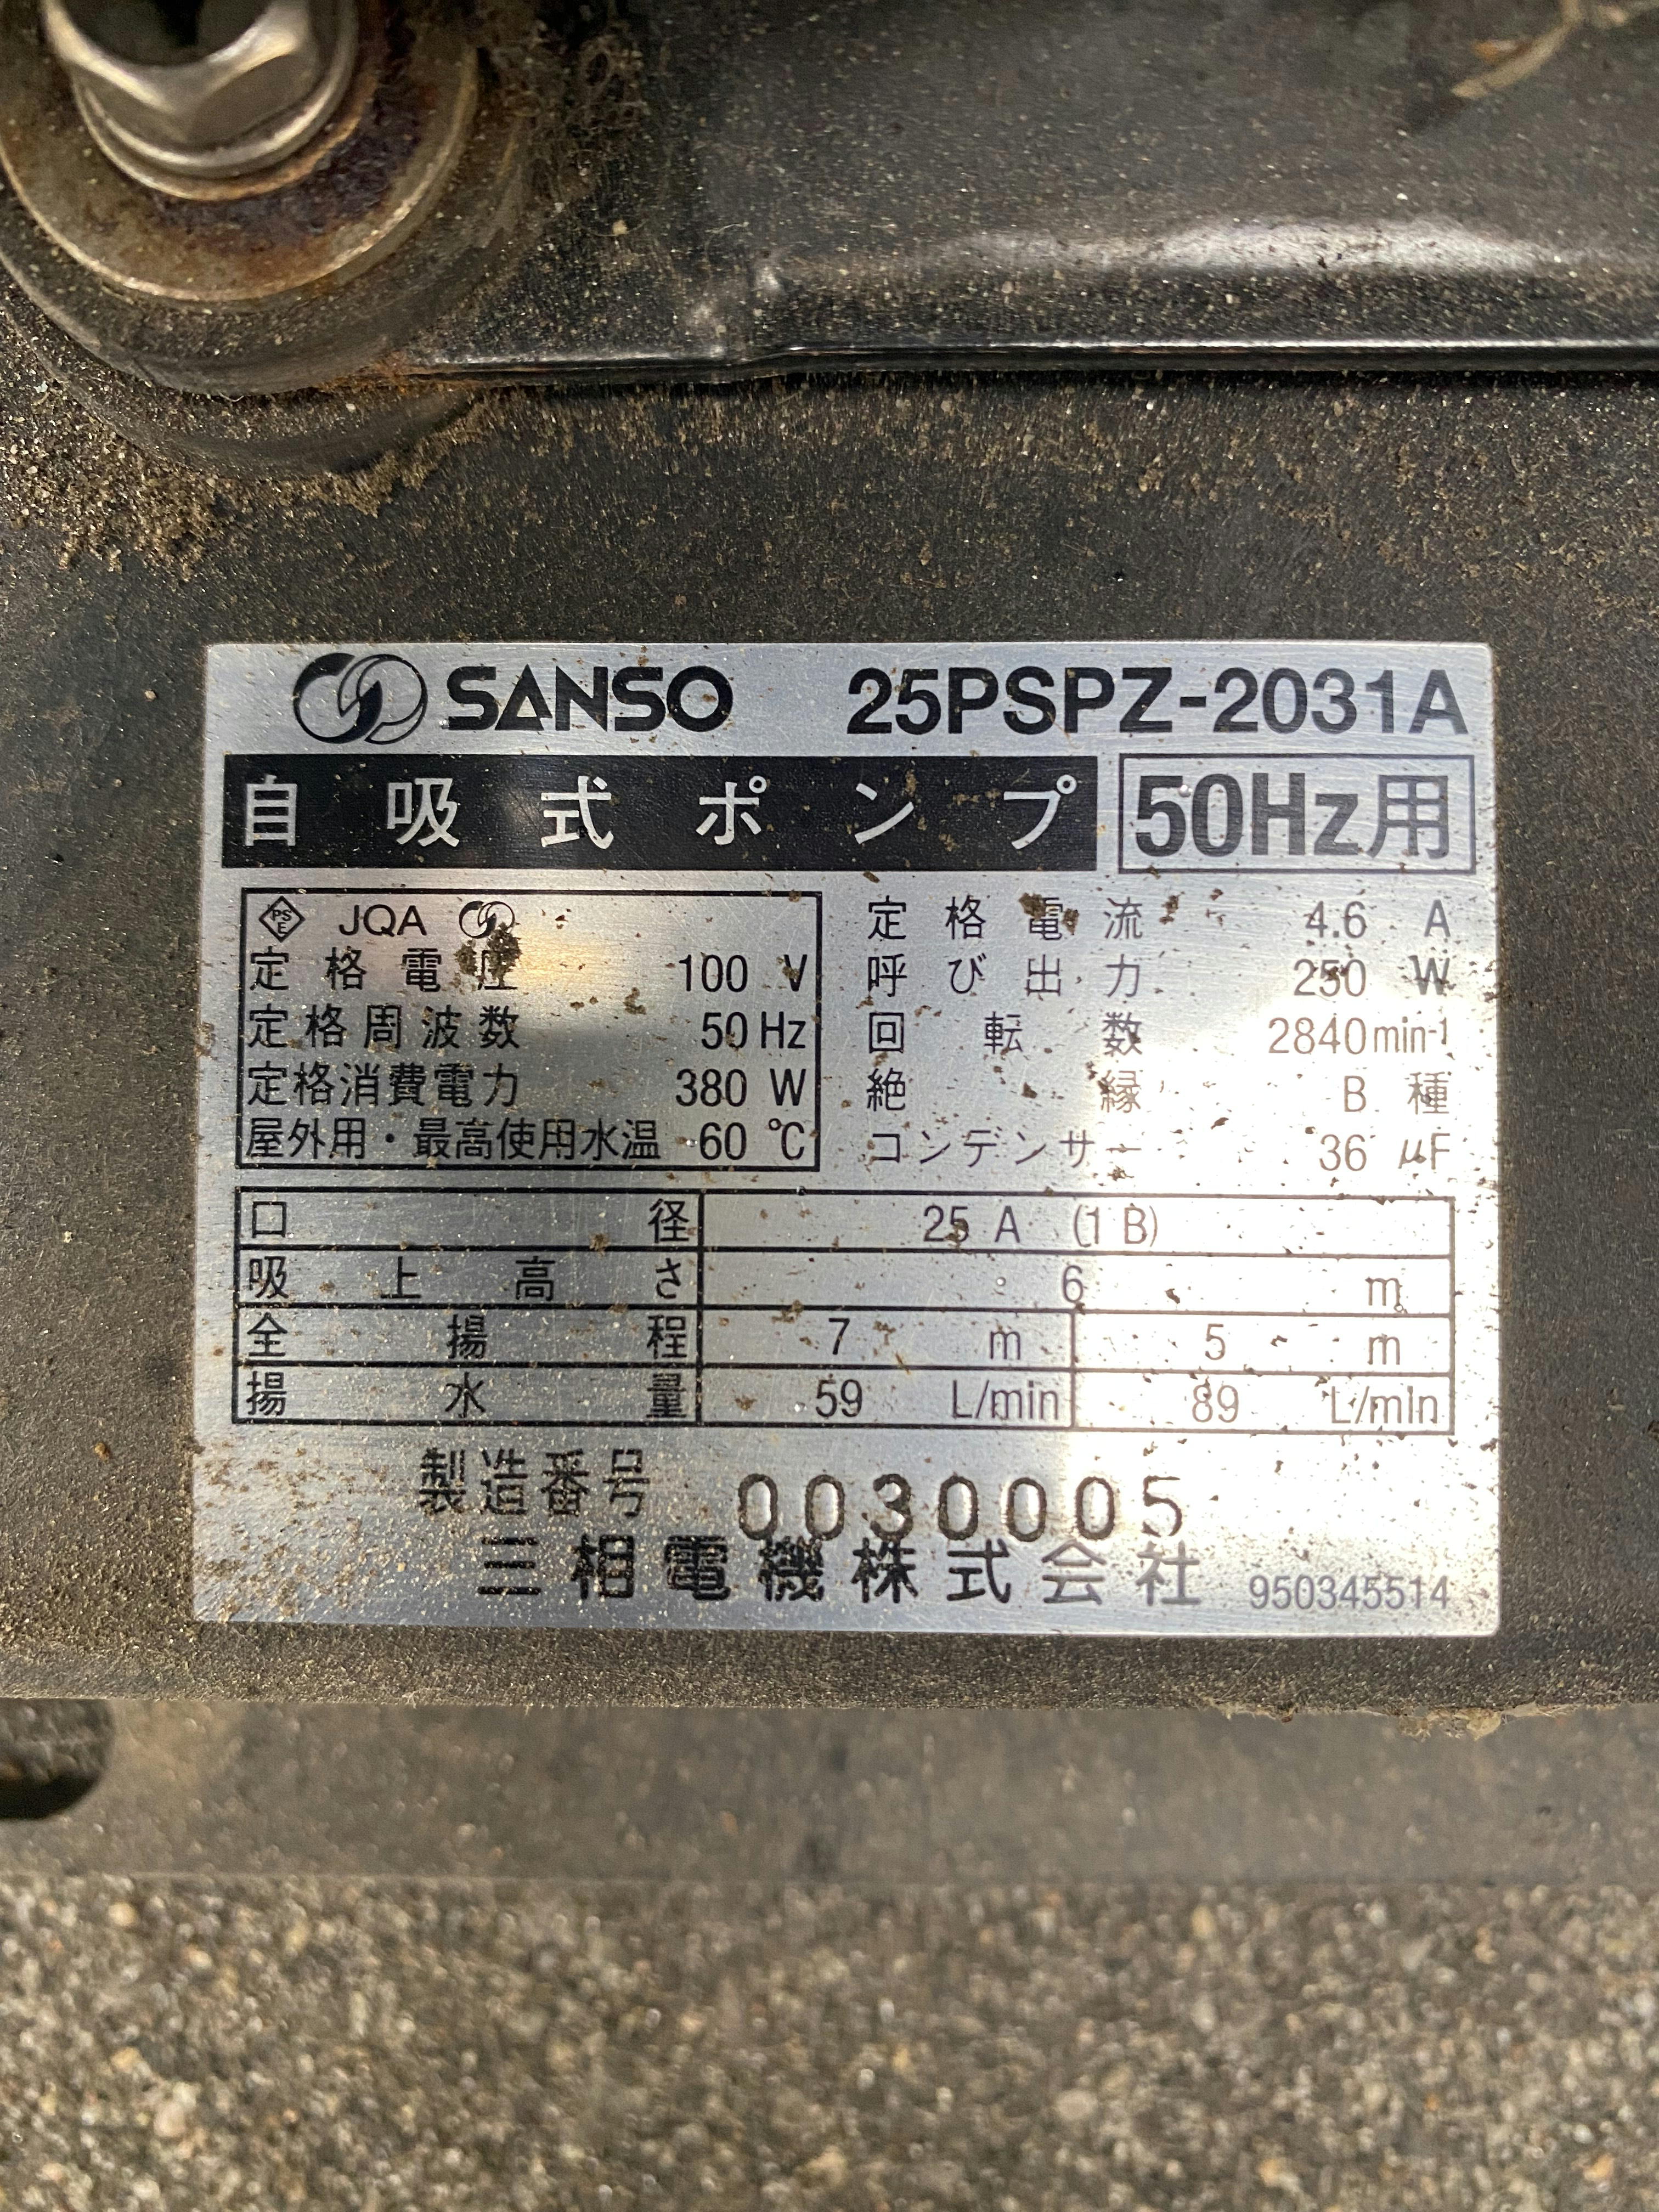 SANSO 25PSPZ-2031A
自吸式ポンプ 50Hz用
PS E JQA
定格電圧 100 V
定格周波数 50 Hz
定格消費電力 380 W
屋外用・最高使用水温 60 ℃
定格電流 4.6 A
呼び出力 250 W
回転数 2840 min-1
絶縁 B 種
コンデンサー 36 μF
口径 25 A (1 B)
吸上高さ 6 m
全揚程 7 m 5 m
揚水量 59 L/min 89 L/min
製造番号 0030005
三相電機株式会社 950345514